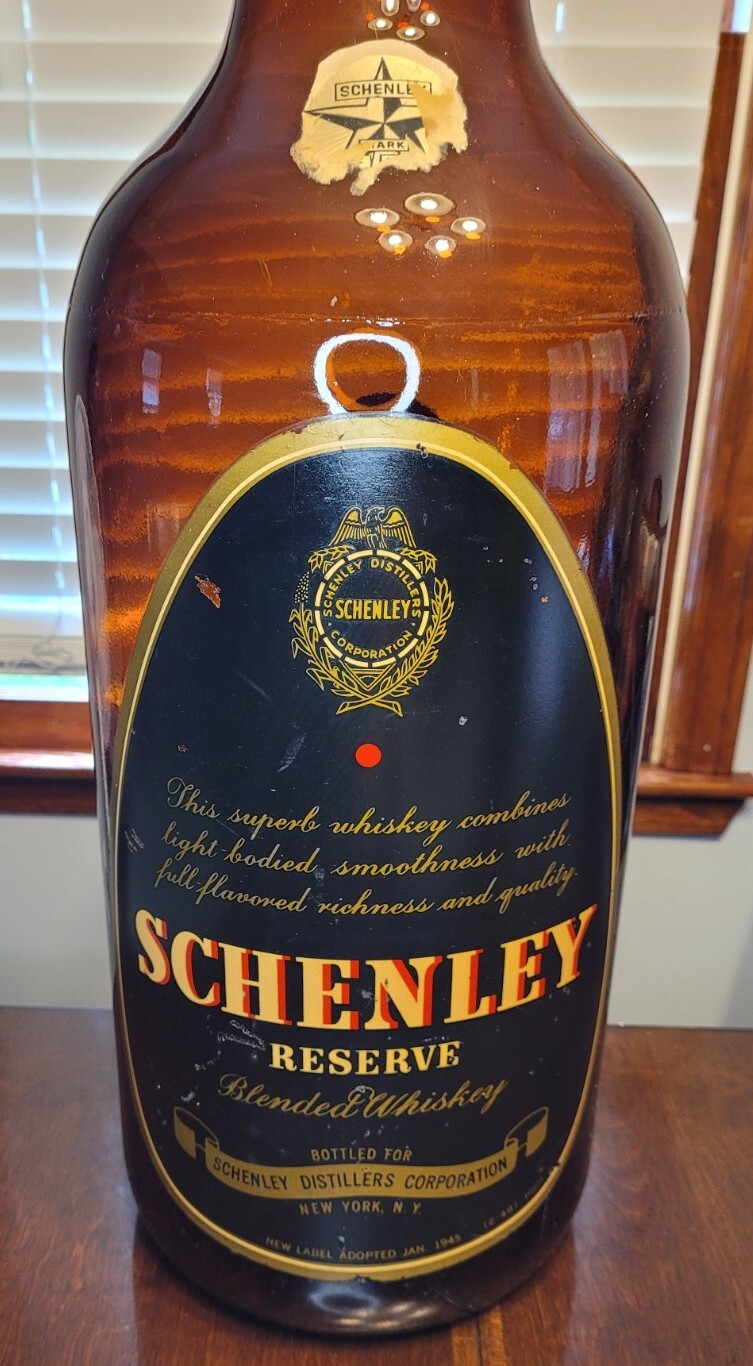 SCHENLEY
MARK
SCHENLEY DISTILLERS
SCHENLEY
CORPORATION
This superb whiskey combines
light-bodied smoothness with
full-flavored richness and quality.
SCHENLEY
RESERVE
Blended Whiskey
BOTTLED FOR
SCHENLEY DISTILLERS CORPORATION
NEW YORK, N.Y.
NEW LABEL ADOPTED JAN. 1945